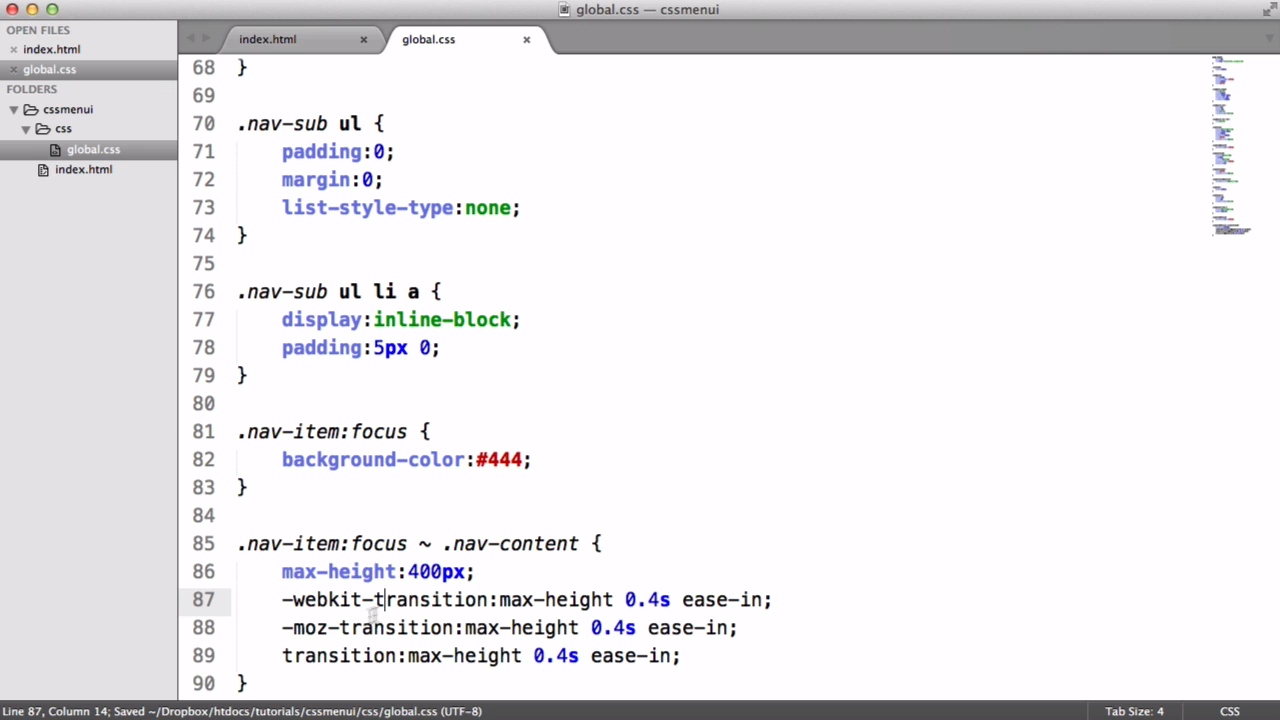 global.css — cssmenui
OPEN FILES
index.html
global.css
FOLDERS
cssmenui
css
global.css
index.html
index.html
global.css
68 }
69
70 .nav-sub ul {
71 padding:0;
72 margin:0;
73 list-style-type:none;
74 }
75
76 .nav-sub ul li a {
77 display:inline-block;
78 padding:5px 0;
79 }
80
81 .nav-item:focus {
82 background-color:#444;
83 }
84
85 .nav-item:focus ~ .nav-content {
86 max-height:400px;
87 -webkit-transition:max-height 0.4s ease-in;
88 -moz-transition:max-height 0.4s ease-in;
89 transition:max-height 0.4s ease-in;
90 }
Line 87, Column 14; Saved ~/Dropbox/htdocs/tutorials/cssmenui/css/global.css (UTF-8)
Tab Size: 4
CSS